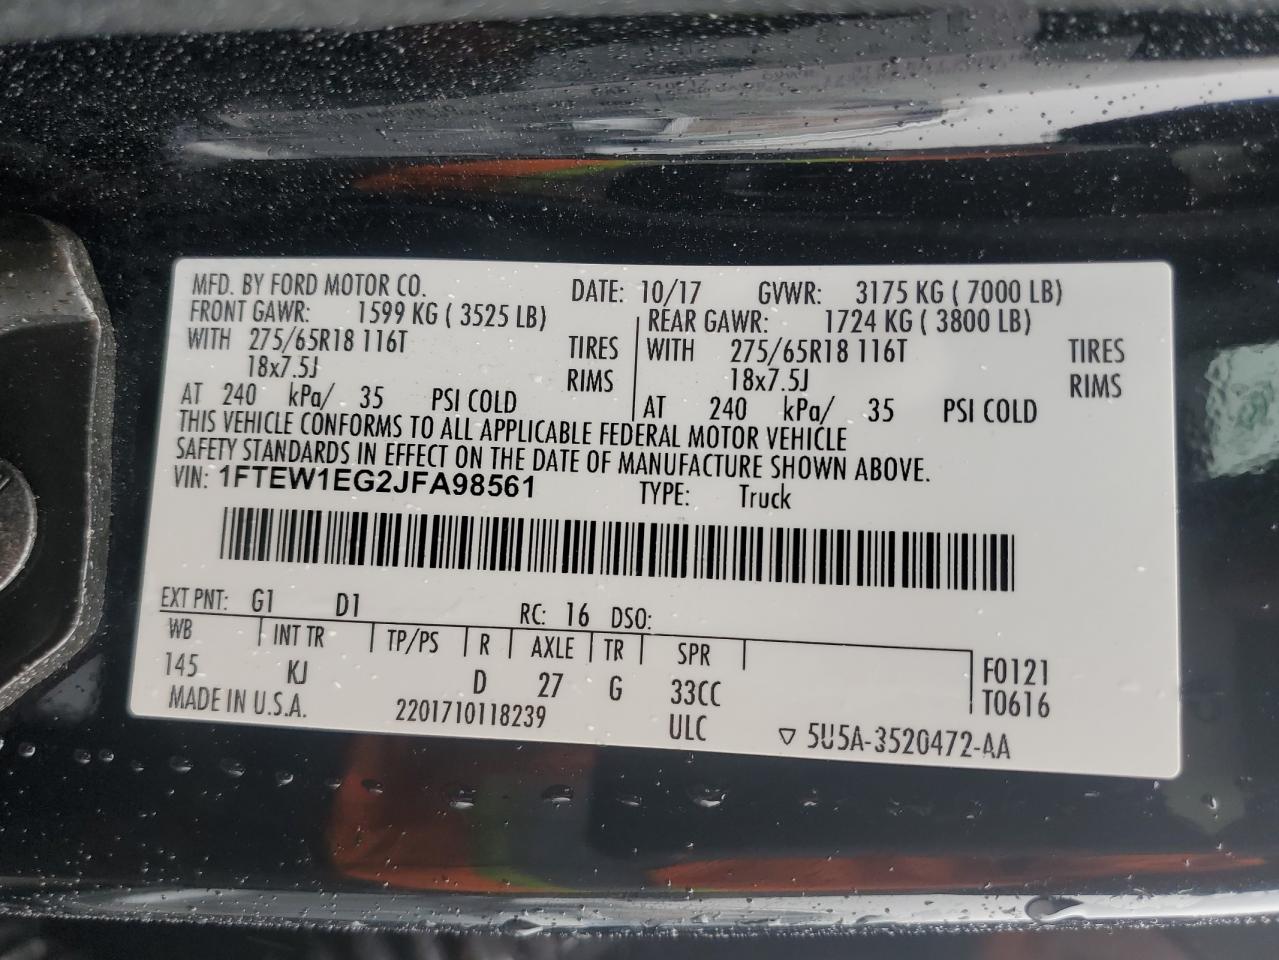 MFD. BY FORD MOTOR CO. DATE: 10/17 GVWR: 3175 KG ( 7000 LB)
FRONT GAWR: 1599 KG ( 3525 LB) REAR GAWR: 1724 KG ( 3800 LB)
WITH 275/65R18 116T TIRES WITH 275/65R18 116T TIRES
18x7.5J RIMS 18x7.5J RIMS
AT 240 kPa/ 35 PSI COLD AT 240 kPa/ 35 PSI COLD
THIS VEHICLE CONFORMS TO ALL APPLICABLE FEDERAL MOTOR VEHICLE
SAFETY STANDARDS IN EFFECT ON THE DATE OF MANUFACTURE SHOWN ABOVE.
VIN: 1FTEW1EG2JFA98561 TYPE: Truck
EXT PNT: G1 D1 RC: 16 DSO:
WB INT TR TP/PS R AXLE TR SPR
145 KJ D 27 G 33CC F0121
ULC T0616
MADE IN U.S.A. 2201710118239 ▽ 5U5A-3520472-AA